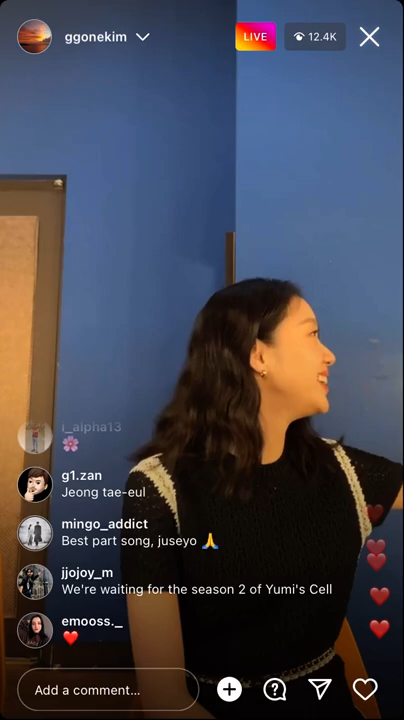 ggonekim
LIVE
12.4K
i_alpha13
🌸
g1.zan
Jeong tae-eul
mingo_addict
Best part song, juseyo 🙏
jjojoy_m
We're waiting for the season 2 of Yumi's Cell
emooss._
❤️
Add a comment...